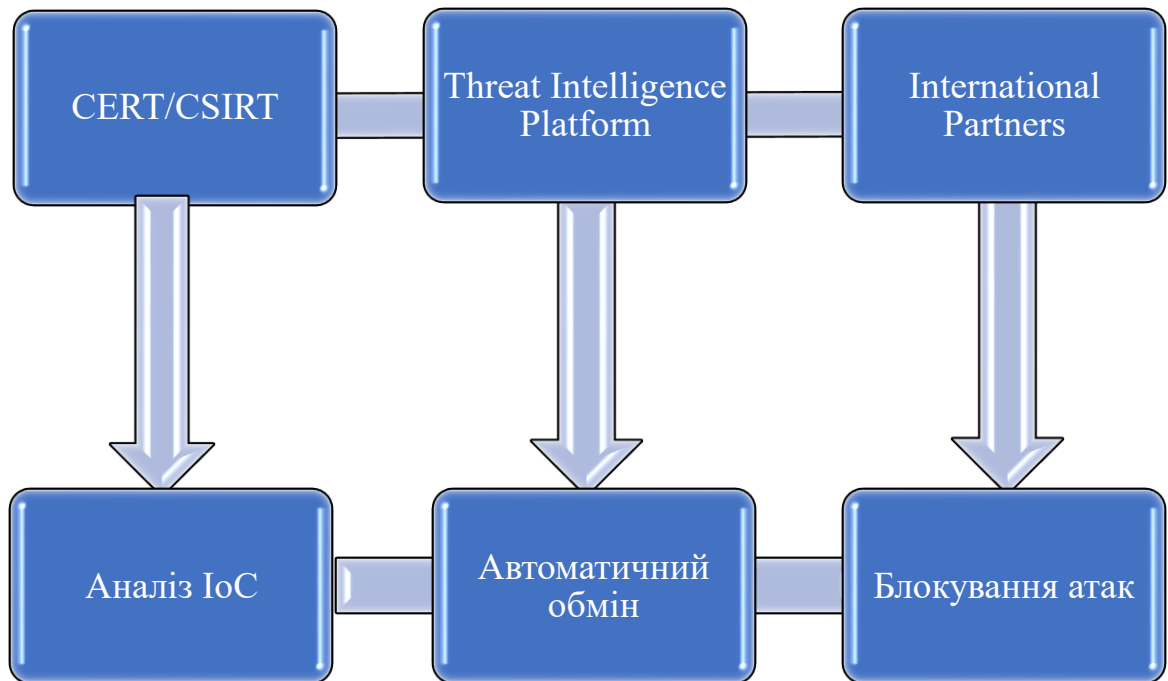 CERT/CSIRT
Threat Intelligence
Platform
International
Partners
Аналіз IoC
Автоматичний
обмін
Блокування атак